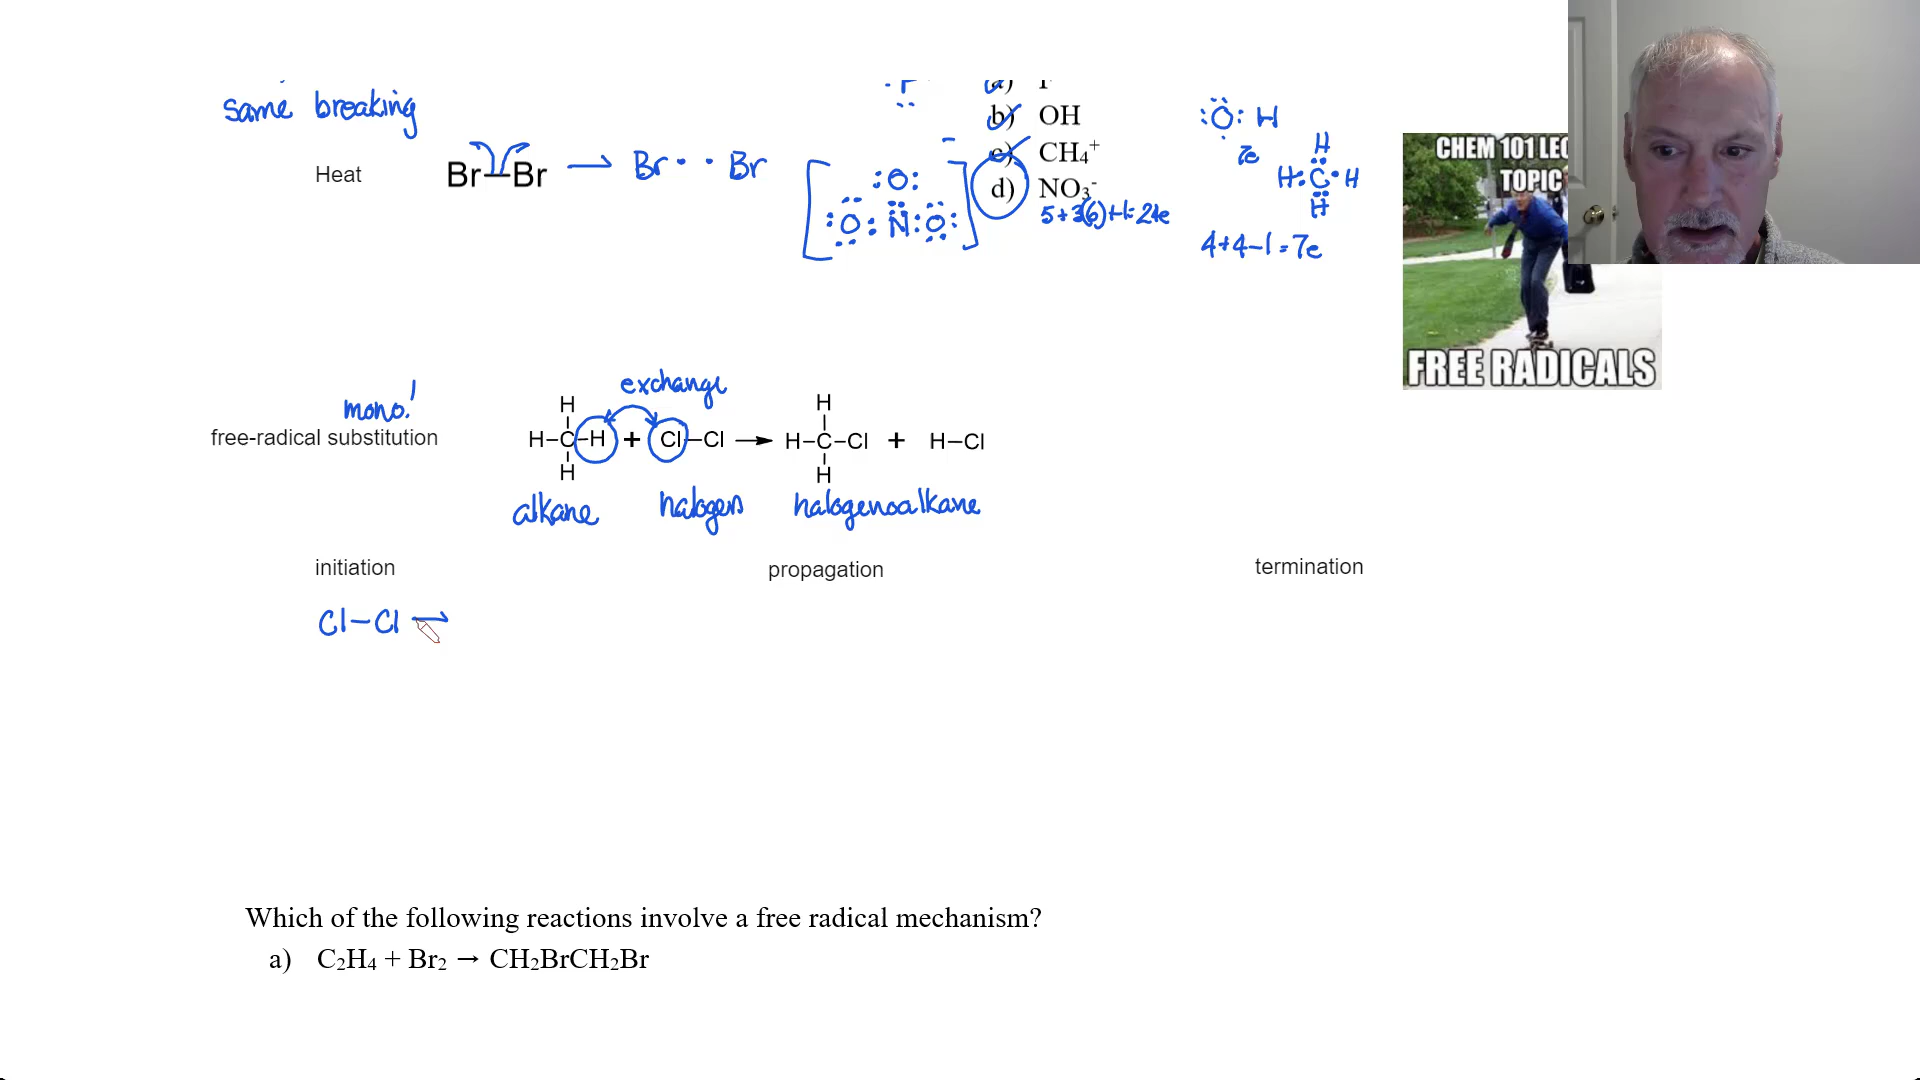 same breaking
Heat
Br–Br → Br· ·Br
b) OH
c) CH₄⁺
d) NO₃⁻
5+3(6)+1=24e
:O:
:O:N:O:
:O:H
7e
H
H:C·H
H
4+4-1=7e
CHEM 101 LEC
TOPIC
FREE RADICALS
mono!
free-radical substitution
exchange
H
H–C–H + Cl–Cl → H–C–Cl + H–Cl
H
H
H
alkane halogen halogenoalkane
initiation propagation termination
Cl–Cl ⇀
Which of the following reactions involve a free radical mechanism?
a) C₂H₄ + Br₂ → CH₂BrCH₂Br